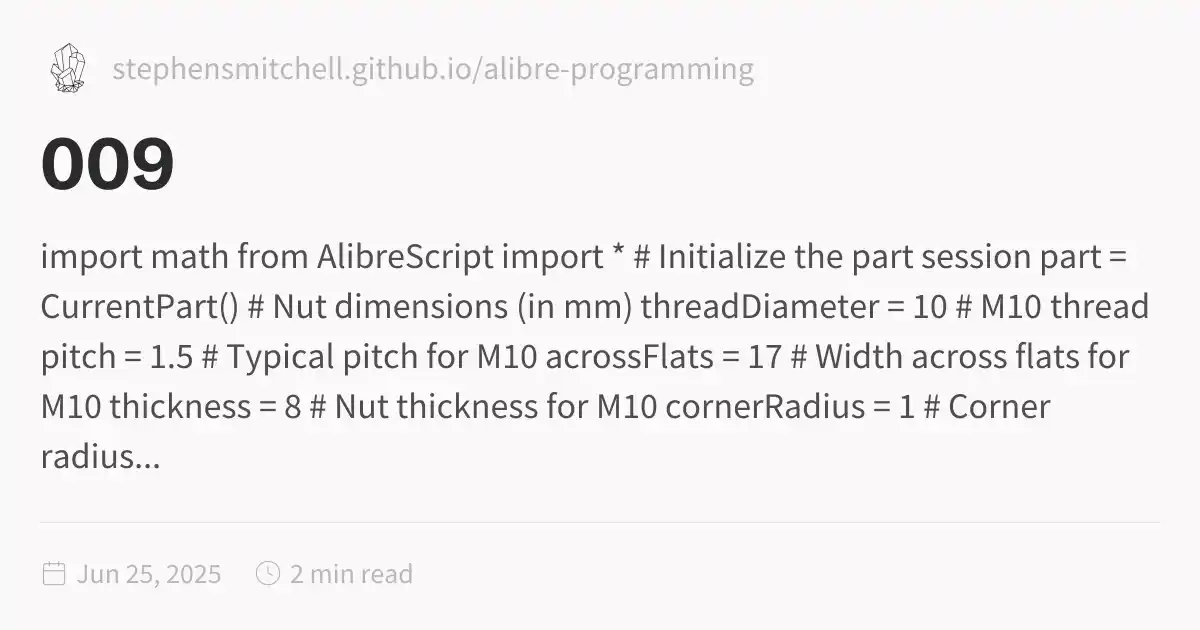 stephensmitchell.github.io/alibre-programming
009
import math from AlibreScript import * # Initialize the part session part =
CurrentPart() # Nut dimensions (in mm) threadDiameter = 10 # M10 thread
pitch = 1.5 # Typical pitch for M10 acrossFlats = 17 # Width across flats for
M10 thickness = 8 # Nut thickness for M10 cornerRadius = 1 # Corner
radius...
Jun 25, 2025 2 min read